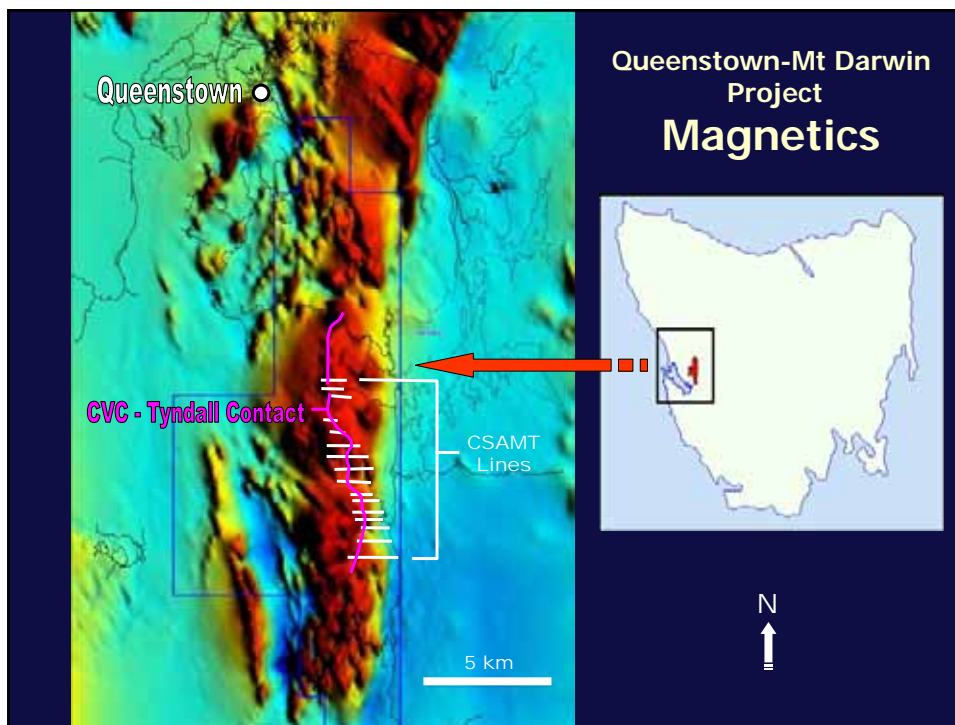 Queenstown-Mt Darwin
Project
Magnetics
Queenstown
CVC - Tyndall Contact
CSAMT
Lines
5 km
N